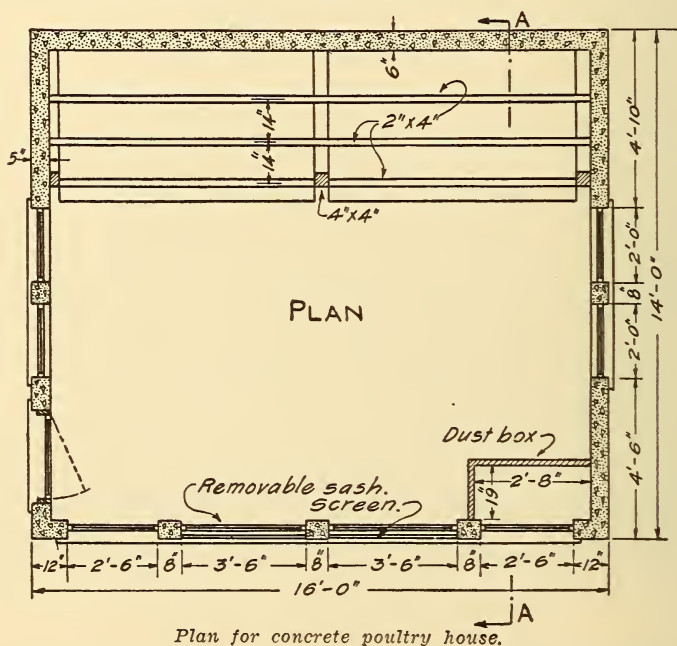 A
6"
14"
2"x4"
14"
5"
4"x4"
4'-10"
2'-0"
8"
14'-0"
2'-0"
PLAN
4'-6"
Dust box
2'-8"
19"
Removable sash.
Screen.
12" 2'-6" 8" 3'-6" 8" 3'-6" 8" 2'-6" 12"
16'-0"
A
Plan for concrete poultry house.